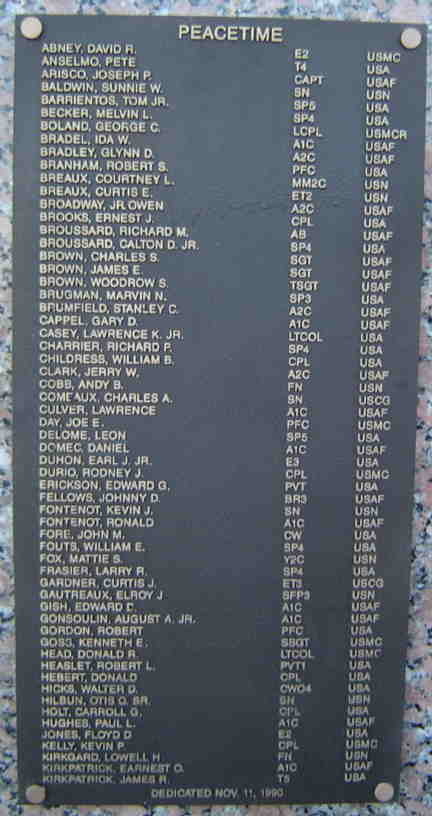 PEACETIME
ABNEY, DAVID R. E2 USMC
ANSELMO, PETE T4 USA
ARISCO, JOSEPH P. CAPT USAF
BALDWIN, SUNNIE W. SN USN
BARRIENTOS, TOM JR. SP5 USA
BECKER, MELVIN L. SP4 USA
BOLAND, GEORGE C. LCPL USMCR
BRADEL, IDA W. A1C USAF
BRADLEY, GLYNN D. A2C USAF
BRANHAM, ROBERT S. PFC USA
BREAUX, COURTNEY L. MM2C USN
BREAUX, CURTIS E. ET2 USN
BROADWAY, JR. OWEN A2C USAF
BROOKS, ERNEST J. CPL USA
BROUSSARD, RICHARD M. AB USAF
BROUSSARD, CALTON D. JR. SP4 USA
BROWN, CHARLES S. SGT USAF
BROWN, JAMES E. SGT USAF
BROWN, WOODROW S. TSGT USAF
BRUGMAN, MARVIN N. SP3 USA
BRUMFIELD, STANLEY C. A2C USAF
CAPPEL, GARY D. A1C USAF
CASEY, LAWRENCE K. JR. LTCOL USA
CHARRIER, RICHARD P. SP4 USA
CHILDRESS, WILLIAM B. CPL USA
CLARK, JERRY W. A2C USAF
COBB, ANDY B. FN USN
COMEAUX, CHARLES A. SN USCG
CULVER, LAWRENCE A1C USAF
DAY, JOE E. PFC USMC
DELOME, LEON SP5 USA
DOMEC, DANIEL A1C USAF
DUHON, EARL J. JR. E3 USA
DURIO, RODNEY J. CPL USMC
ERICKSON, EDWARD G. PVT USA
FELLOWS, JOHNNY D. BR3 USAF
FONTENOT, KEVIN J. SN USN
FONTENOT, RONALD A1C USAF
FORE, JOHN M. CW USA
FOUTS, WILLIAM E. SP4 USA
FOX, MATTIE S. Y2C USN
FRASIER, LARRY R. SP4 USA
GARDNER, CURTIS J. ET3 USCG
GAUTREAUX, ELROY J SFP3 USN
GISH, EDWARD D. A1C USAF
GONSOULIN, AUGUST A. JR. A1C USAF
GORDON, ROBERT PFC USA
GOSS, KENNETH E. SSGT USMC
HEAD, DONALD R. LTCOL USMC
HEASLET, ROBERT L. PVT1 USA
HEBERT, DONALD CPL USA
HICKS, WALTER D. CWO4 USA
HILBUN, OTIS O. SR. SN USN
HOLT, CARROLL G. CPL USA
HUGHES, PAUL L. A1C USAF
JONES, FLOYD D E2 USA
KELLY, KEVIN P. CPL USMC
KIRKGARD, LOWELL H FN USN
KIRKPATRICK, EARNEST O. A1C USAF
KIRKPATRICK, JAMES R. T5 USA
DEDICATED NOV. 11, 1990